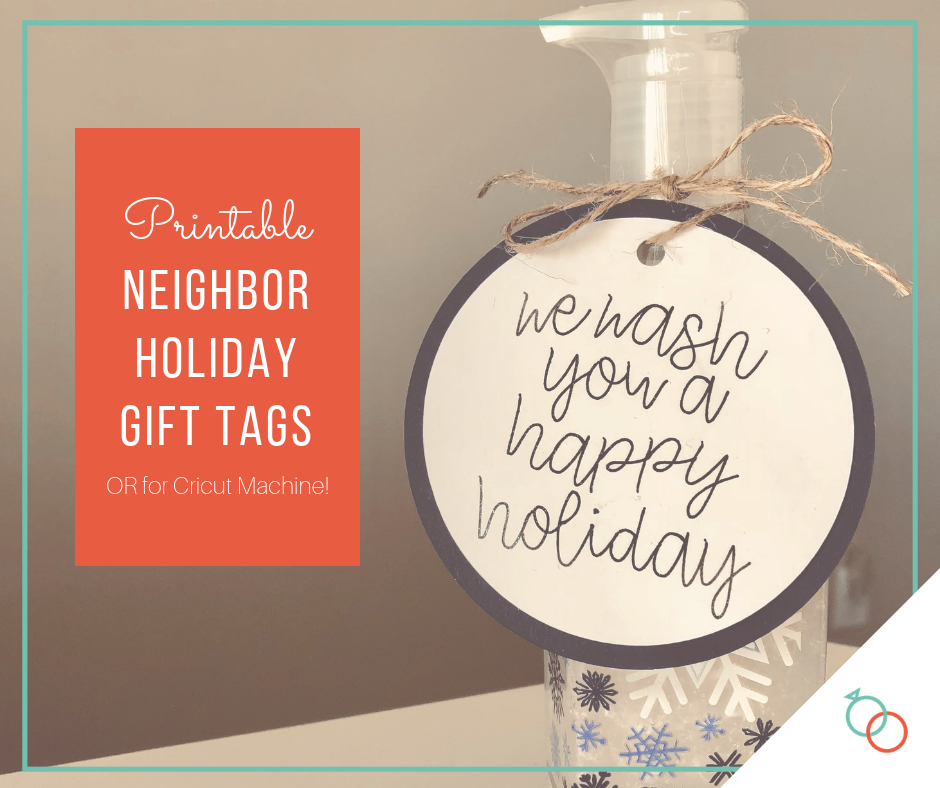 Printable
NEIGHBOR
HOLIDAY
GIFT TAGS
OR for Cricut Machine!
we wash
you a
happy
holiday